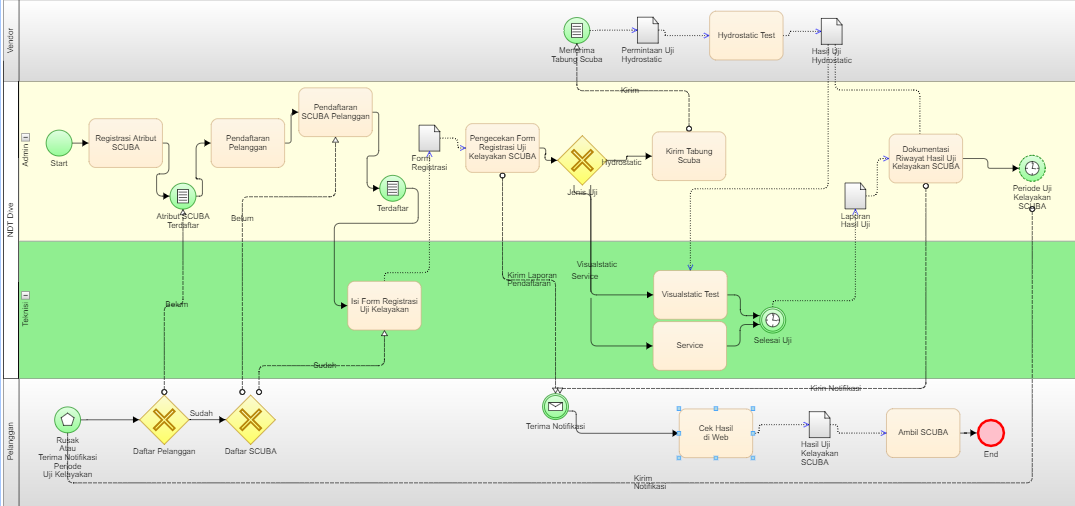 Vendor
Menerima
Tabung Scuba
Permintaan Uji
Hydrostatic
Hydrostatic Test
Hasil Uji
Hydrostatic
Kirim
NDT Dive
Admin
Start
Registrasi Atribut
SCUBA
Atribut SCUBA
Terdaftar
Pendaftaran
Pelanggan
Pendaftaran
SCUBA Pelanggan
Terdaftar
Belum
Form
Registrasi
Pengecekan Form
Registrasi Uji
Kelayakan SCUBA
Jenis Uji
Hydrostatic
Kirim Tabung
Scuba
Laporan
Hasil Uji
Dokumentasi
Riwayat Hasil Uji
Kelayakan SCUBA
Periode Uji
Kelayakan
SCUBA
Teknisi
Belum
Isi Form Registrasi
Uji Kelayakan
Sudah
Kirim Laporan
Pendaftaran
Visualstatic
Service
Visualstatic Test
Service
Selesai Uji
Kirin Notifikasi
Pelanggan
Rusak
Atau
Terima Notifikasi
Periode
Uji Kelayakan
Daftar Pelanggan
Sudah
Daftar SCUBA
Terima Notifikasi
Cek Hasil
di Web
Hasil Uji
Kelayakan
SCUBA
Ambil SCUBA
End
Kirim
Notifikasi